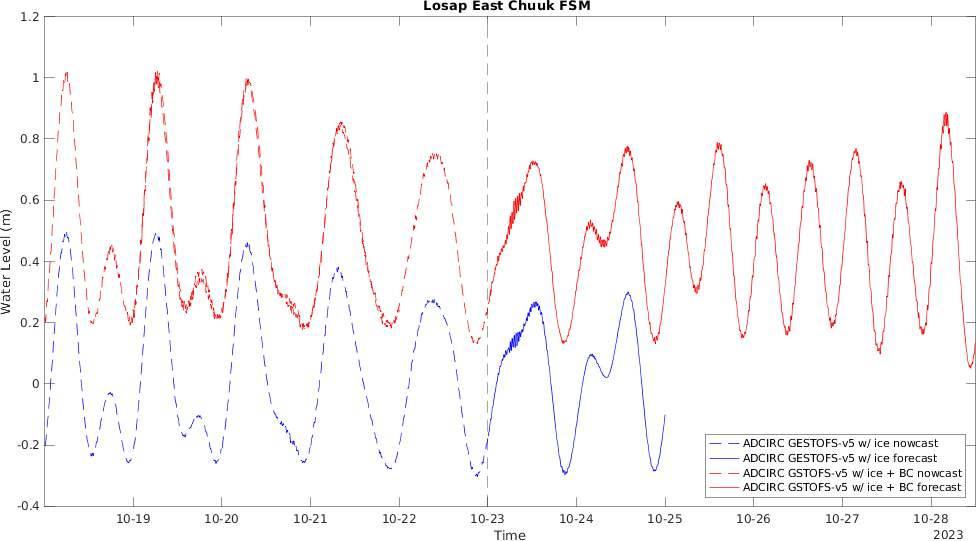 Losap East Chuuk FSM
1.2
1
0.8
0.6
0.4
0.2
0
-0.2
-0.4
Water Level (m)
10-19
10-20
10-21
10-22
10-23
10-24
10-25
10-26
10-27
10-28
Time
2023
ADCIRC GESTOFS-v5 w/ ice nowcast
ADCIRC GESTOFS-v5 w/ ice forecast
ADCIRC GSTOFS-v5 w/ ice + BC nowcast
ADCIRC GSTOFS-v5 w/ ice + BC forecast